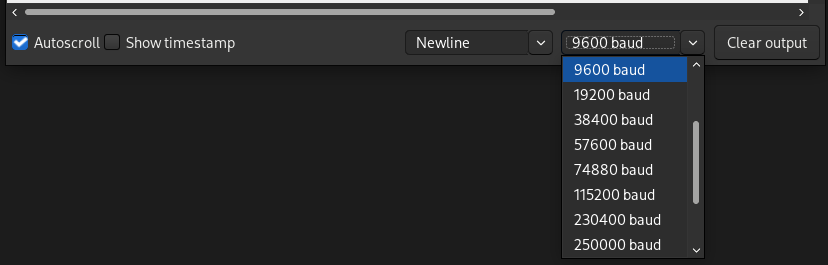 Autoscroll Show timestamp Newline 9600 baud Clear output
9600 baud
19200 baud
38400 baud
57600 baud
74880 baud
115200 baud
230400 baud
250000 baud